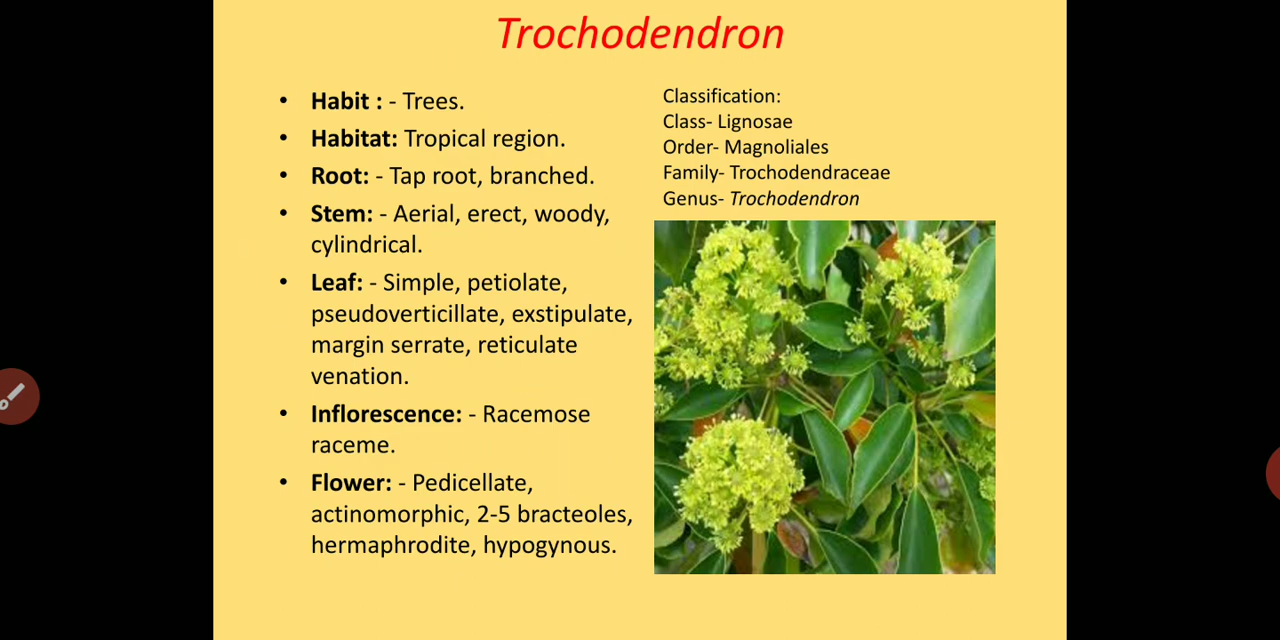 Trochodendron
• Habit : - Trees.
• Habitat: Tropical region.
• Root: - Tap root, branched.
• Stem: - Aerial, erect, woody,
cylindrical.
• Leaf: - Simple, petiolate,
pseudoverticillate, exstipulate,
margin serrate, reticulate
venation.
• Inflorescence: - Racemose
raceme.
• Flower: - Pedicellate,
actinomorphic, 2-5 bracteoles,
hermaphrodite, hypogynous.
Classification:
Class- Lignosae
Order- Magnoliales
Family- Trochodendraceae
Genus- Trochodendron